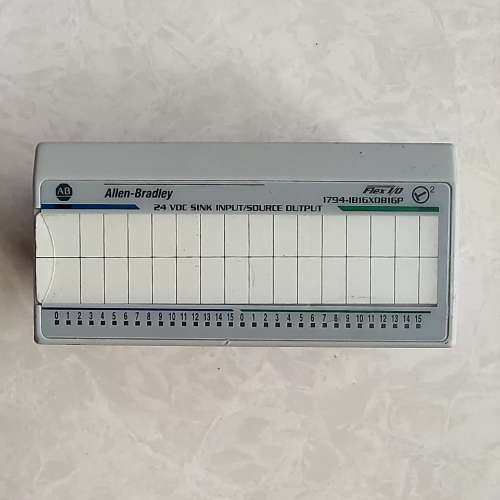 AB Allen-Bradley Flex I/O 2
1794-IB16XOB16P
24 VDC SINK INPUT/SOURCE OUTPUT
0 1 2 3 4 5 6 7 8 9 10 11 12 13 14 15 0 1 2 3 4 5 6 7 8 9 10 11 12 13 14 15